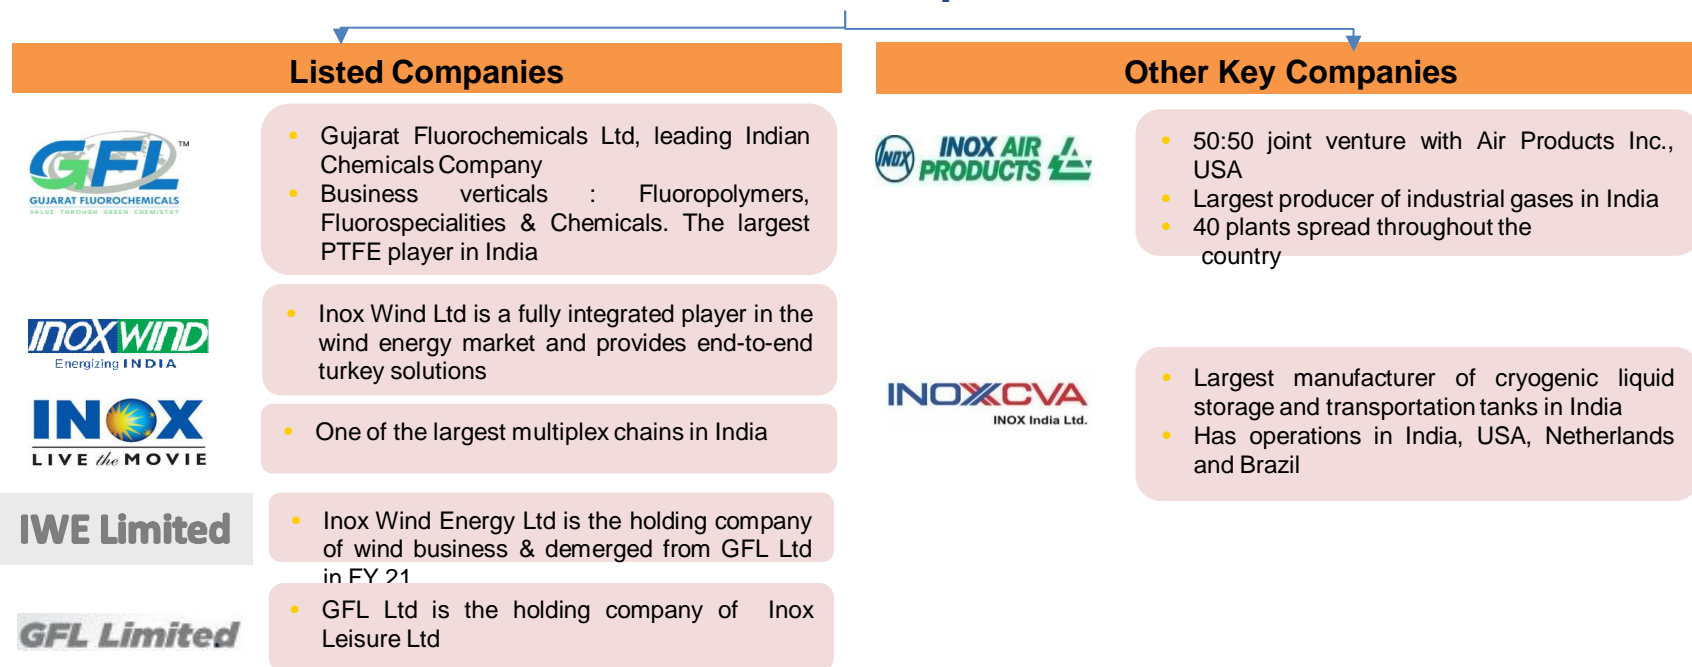 Listed Companies
GFL™
GUJARAT FLUOROCHEMICALS
VALUE THROUGH GREEN CHEMISTRY
• Gujarat Fluorochemicals Ltd, leading Indian
Chemicals Company
• Business verticals : Fluoropolymers,
Fluorospecialities & Chemicals. The largest
PTFE player in India
INOXWIND
Energizing INDIA
• Inox Wind Ltd is a fully integrated player in the
wind energy market and provides end-to-end
turkey solutions
INOX
LIVE the MOVIE
• One of the largest multiplex chains in India
IWE Limited
• Inox Wind Energy Ltd is the holding company
of wind business & demerged from GFL Ltd
in FY 21
GFL Limited
• GFL Ltd is the holding company of Inox
Leisure Ltd
Other Key Companies
INOX
INOX AIR
PRODUCTS
• 50:50 joint venture with Air Products Inc.,
USA
• Largest producer of industrial gases in India
• 40 plants spread throughout the
country
INOXCVA
INOX India Ltd.
• Largest manufacturer of cryogenic liquid
storage and transportation tanks in India
• Has operations in India, USA, Netherlands
and Brazil